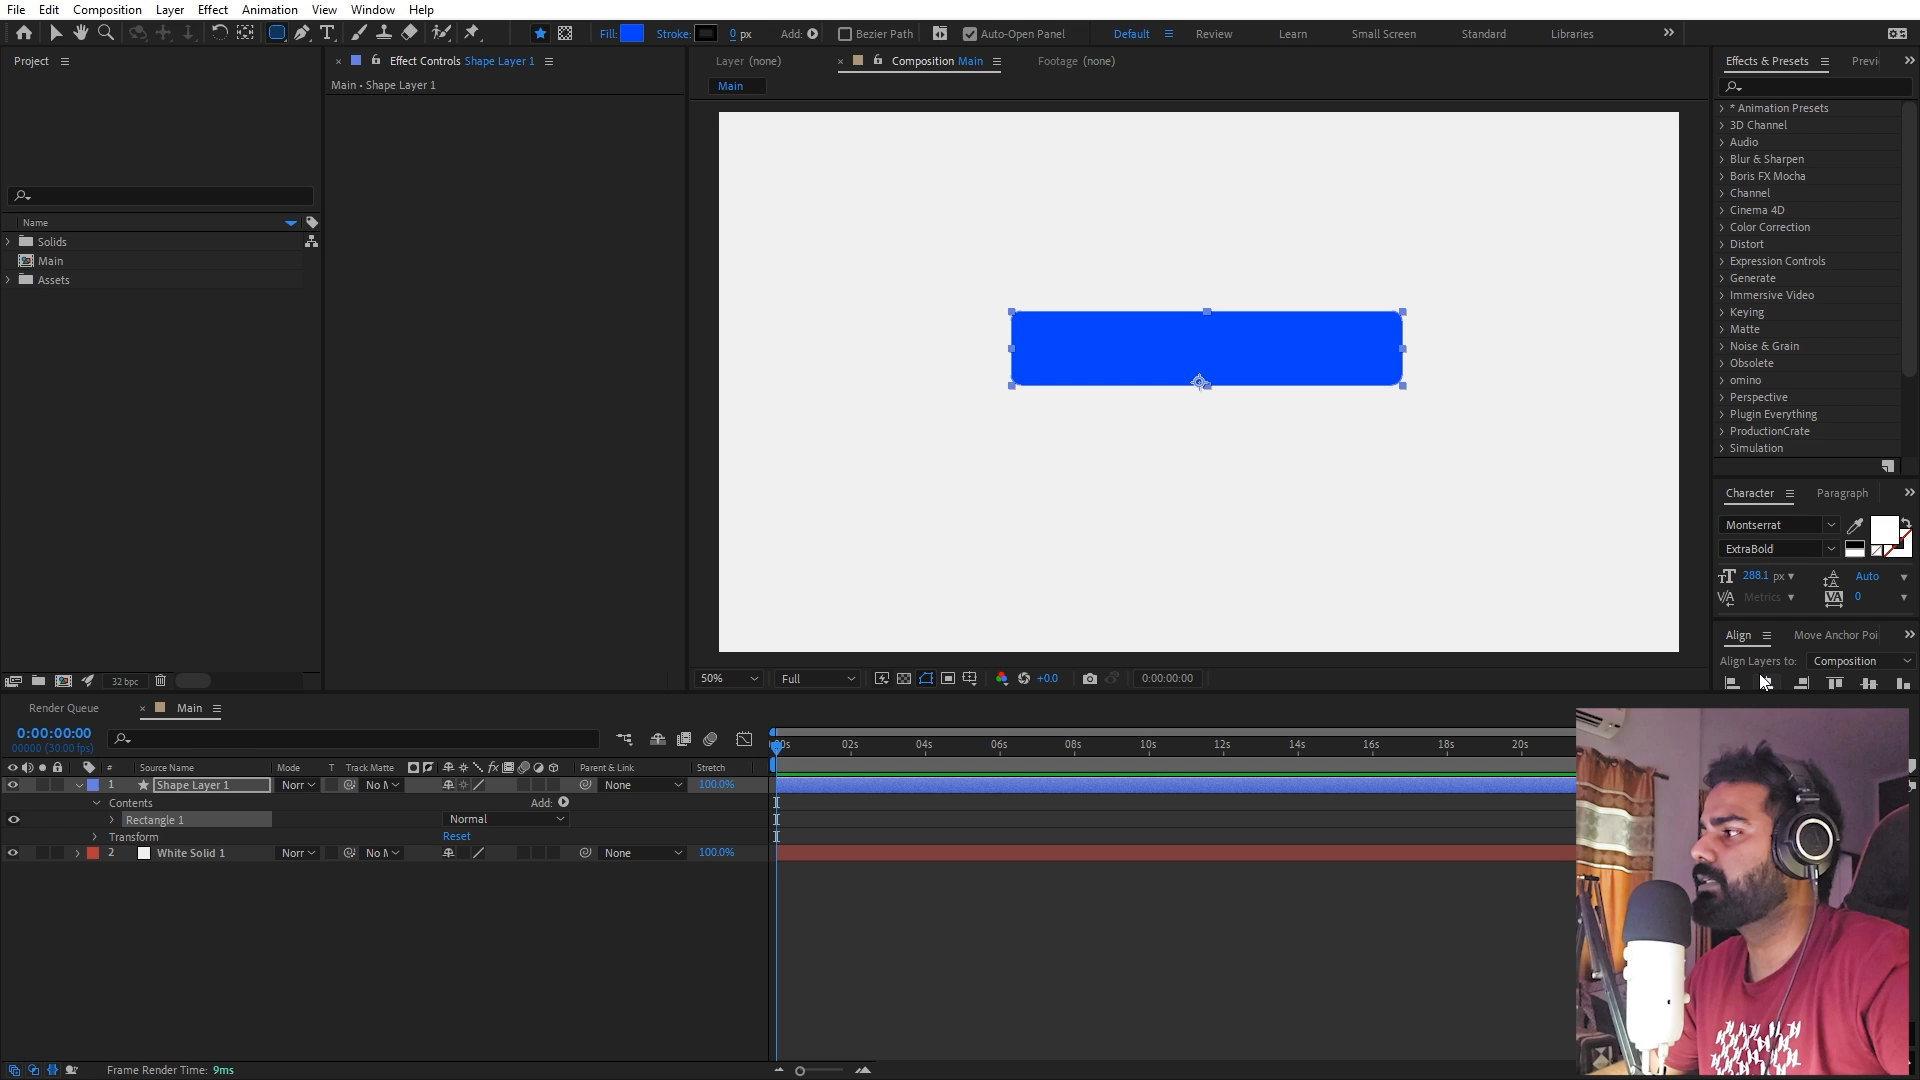 File Edit Composition Layer Effect Animation View Window Help
Fill: Stroke: 0 px Add: Bezier Path Auto-Open Panel Default Review Learn Small Screen Standard Libraries
Project
Effect Controls Shape Layer 1
Main • Shape Layer 1
Layer (none) Composition Main Footage (none)
Main
Effects & Presets Previ
* Animation Presets
3D Channel
Audio
Blur & Sharpen
Boris FX Mocha
Channel
Cinema 4D
Color Correction
Distort
Expression Controls
Generate
Immersive Video
Keying
Matte
Noise & Grain
Obsolete
omino
Perspective
Plugin Everything
ProductionCrate
Simulation
Name
Solids
Main
Assets
Character Paragraph
Montserrat
ExtraBold
288.1 px Auto
Metrics 0
Align Move Anchor Poi
Align Layers to: Composition
32 bpc
50% Full +0.0 0:00:00:00
Render Queue Main
0:00:00:00
00000 (30.00 fps)
00s 02s 04s 06s 08s 10s 12s 14s 16s 18s 20s
# Source Name Mode T Track Matte fx Parent & Link Stretch
1 Shape Layer 1 Norr No M None 100.0%
Contents Add:
Rectangle 1 Normal
Transform Reset
2 White Solid 1 Norr No M None 100.0%
Frame Render Time: 9ms